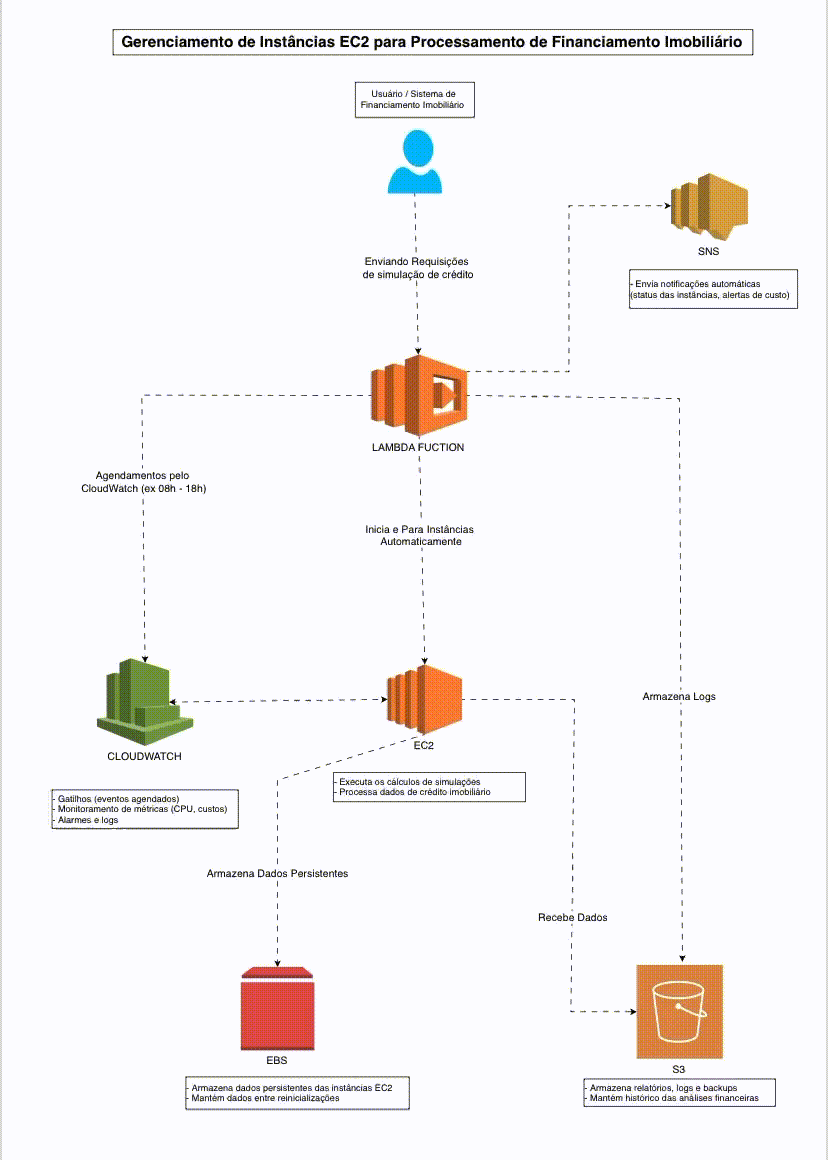 Gerenciamento de Instâncias EC2 para Processamento de Financiamento Imobiliário
Usuário / Sistema de
Financiamento Imobiliário
SNS
Enviando Requisições
de simulação de crédito
- Envia notificações automáticas
(status das instâncias, alertas de custo)
LAMBDA FUCTION
Agendamentos pelo
CloudWatch (ex 08h - 18h)
Inicia e Para Instâncias
Automaticamente
Armazena Logs
CLOUDWATCH
EC2
- Executa os cálculos de simulações
- Processa dados de crédito imobiliário
- Gatilhos (eventos agendados)
- Monitoramento de métricas (CPU, custos)
- Alarmes e logs
Armazena Dados Persistentes
Recebe Dados
EBS
S3
- Armazena dados persistentes das instâncias EC2
- Mantém dados entre reinicializações
- Armazena relatórios, logs e backups
- Mantém histórico das análises financeiras